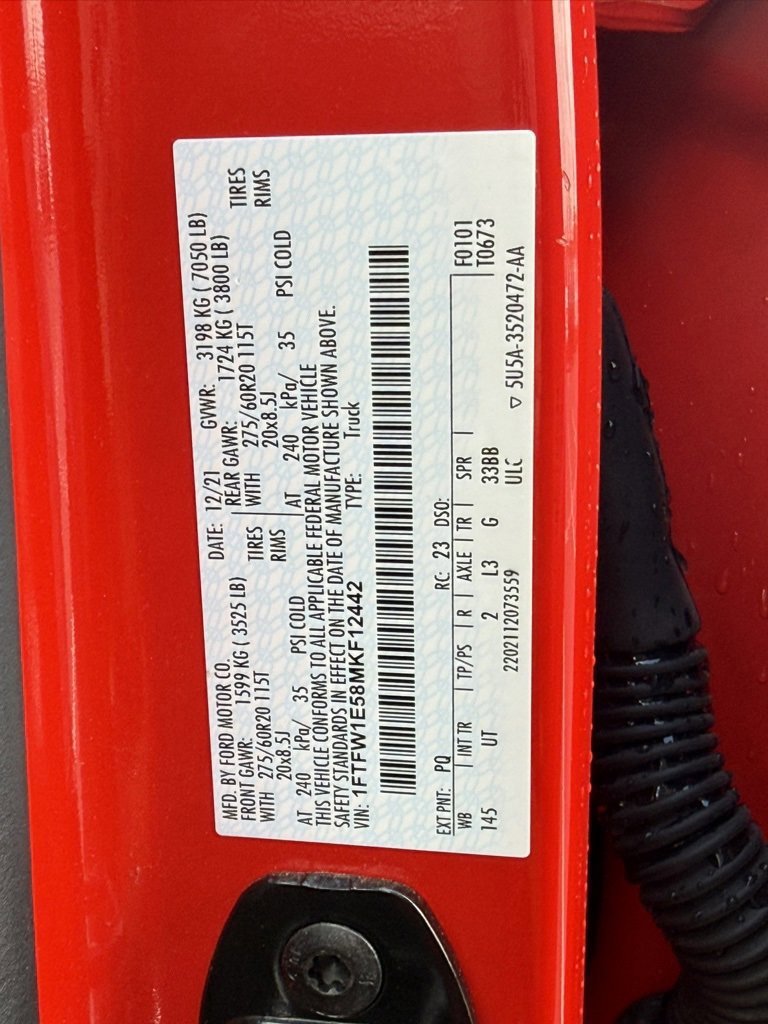 MFD. BY FORD MOTOR CO.
DATE: 12/21 GVWR: 3198 KG ( 7050 LB)
FRONT GAWR: 1599 KG ( 3525 LB) REAR GAWR: 1724 KG ( 3800 LB)
WITH 275/60R20 115T TIRES WITH 275/60R20 115T TIRES
20x8.5J RIMS 20x8.5J RIMS
AT 240 kPa/ 35 PSI COLD AT 240 kPa/ 35 PSI COLD
THIS VEHICLE CONFORMS TO ALL APPLICABLE FEDERAL MOTOR VEHICLE
SAFETY STANDARDS IN EFFECT ON THE DATE OF MANUFACTURE SHOWN ABOVE.
VIN: 1FTFW1E58MKF12442 TYPE: Truck
EXT PNT: PQ RC: 23 DSO: F0101
WB INT TR TP/PS R AXLE TR SPR T0673
145 UT 2 L3 G 33BB
2202112073559 ULC ▽ 5U5A-3520472-AA